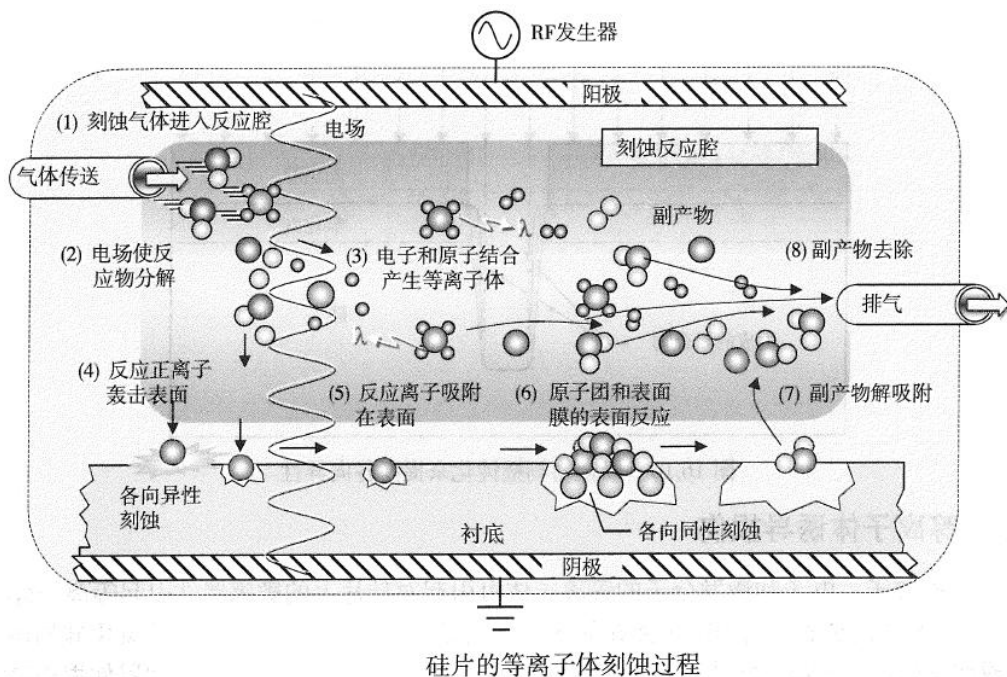 RF发生器
阳极
(1) 刻蚀气体进入反应腔
电场
刻蚀反应腔
气体传送
副产物
(2) 电场使反
应物分解
(3) 电子和原子结合
产生等离子体
λ
(8) 副产物去除
排气
λ
(4) 反应正离子
轰击表面
(5) 反应离子吸附
在表面
(6) 原子团和表面
膜的表面反应
(7) 副产物解吸附
各向异性
刻蚀
衬底
各向同性刻蚀
阴极
硅片的等离子体刻蚀过程